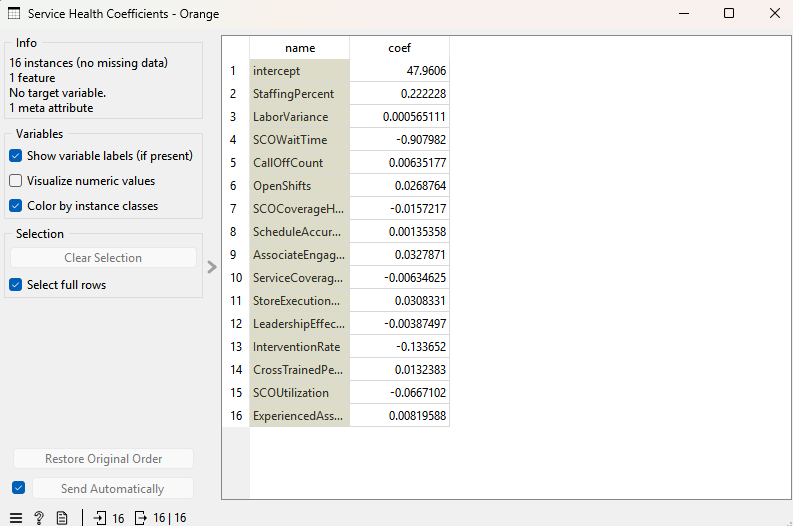 Service Health Coefficients - Orange
Info
16 instances (no missing data)
1 feature
No target variable.
1 meta attribute
Variables
Show variable labels (if present)
Visualize numeric values
Color by instance classes
Selection
Clear Selection
Select full rows
Restore Original Order
Send Automatically
16
16 | 16
name coef
1 intercept 47.9606
2 StaffingPercent 0.222228
3 LaborVariance 0.000565111
4 SCOWaitTime -0.907982
5 CallOffCount 0.00635177
6 OpenShifts 0.0268764
7 SCOCoverageH... -0.0157217
8 ScheduleAccur... 0.00135358
9 AssociateEngag... 0.0327871
10 ServiceCoverag... -0.00634625
11 StoreExecution... 0.0308331
12 LeadershipEffec... -0.00387497
13 InterventionRate -0.133652
14 CrossTrainedPe... 0.0132383
15 SCOUtilization -0.0667102
16 ExperiencedAss... 0.00819588